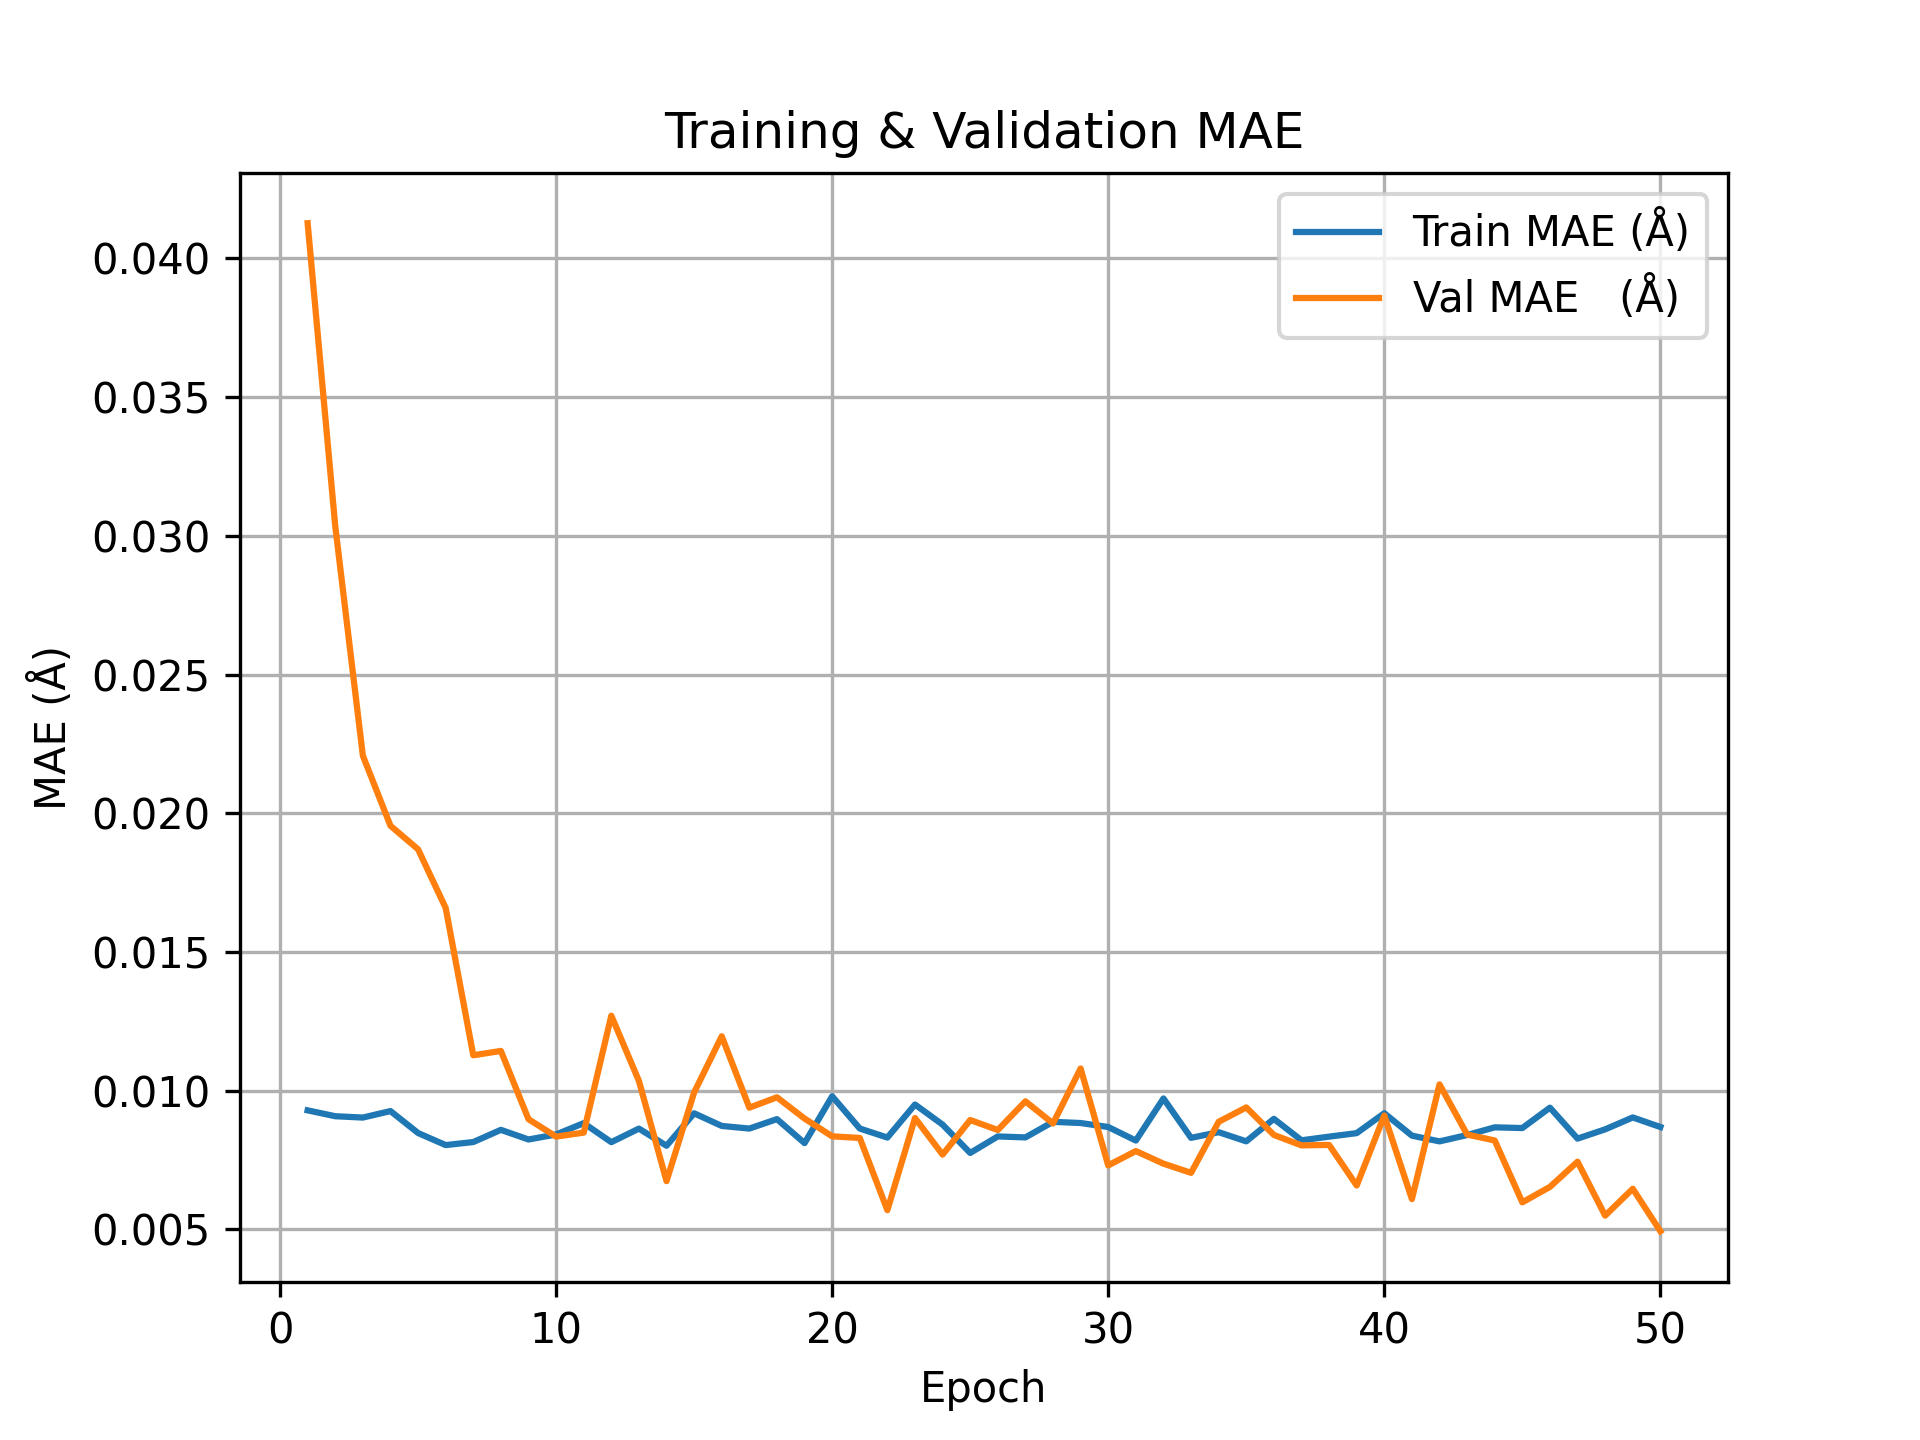 Training & Validation MAE
Train MAE (Å)
Val MAE   (Å)
MAE (Å)
0.040
0.035
0.030
0.025
0.020
0.015
0.010
0.005
0 10 20 30 40 50
Epoch